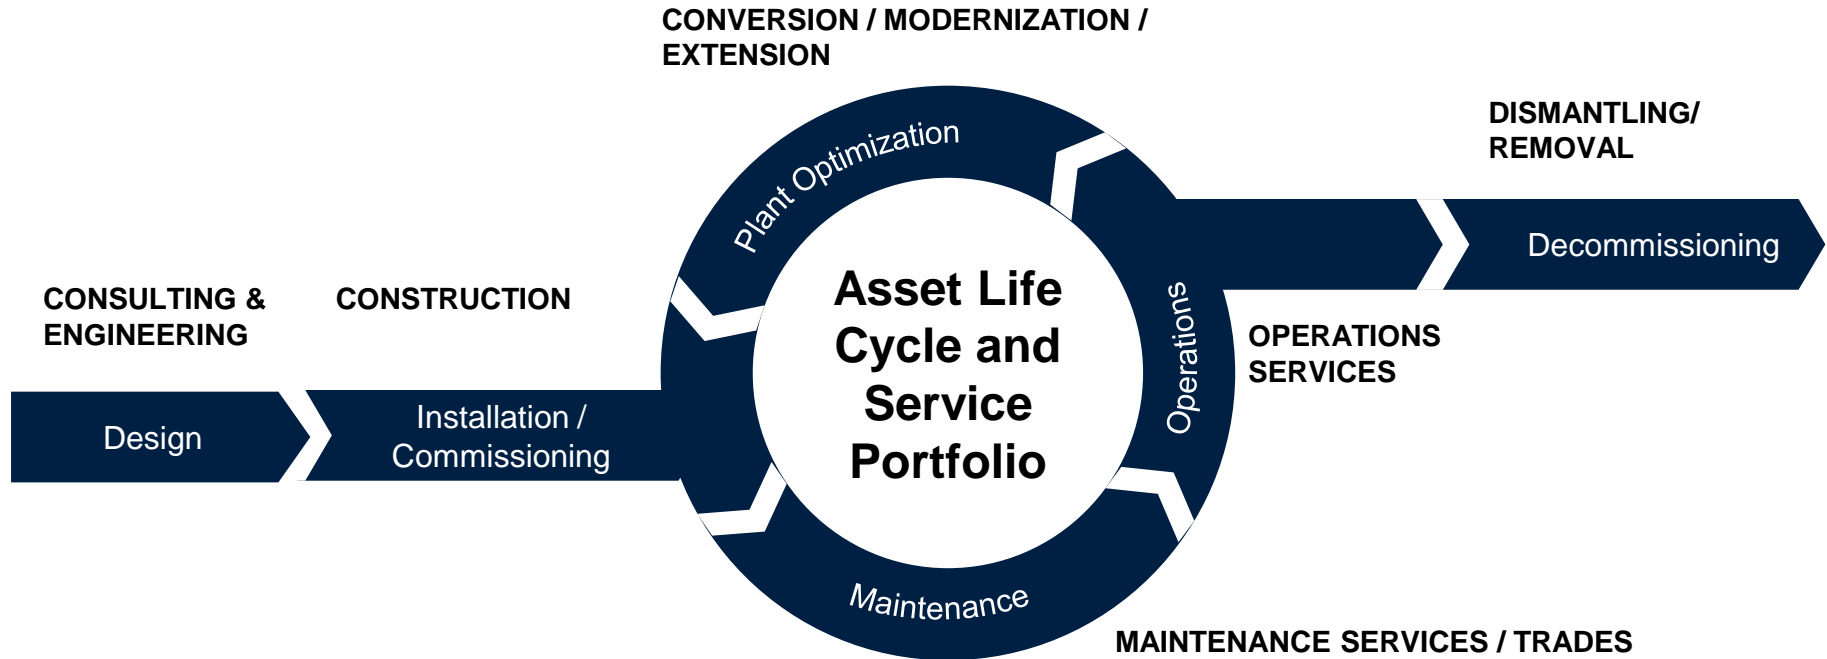 CONVERSION / MODERNIZATION /
EXTENSION
DISMANTLING/
REMOVAL
Plant Optimization
Decommissioning
CONSULTING &
ENGINEERING
CONSTRUCTION
Asset Life
Cycle and
Service
Portfolio
Operations
OPERATIONS
SERVICES
Design
Installation /
Commissioning
Maintenance
MAINTENANCE SERVICES / TRADES